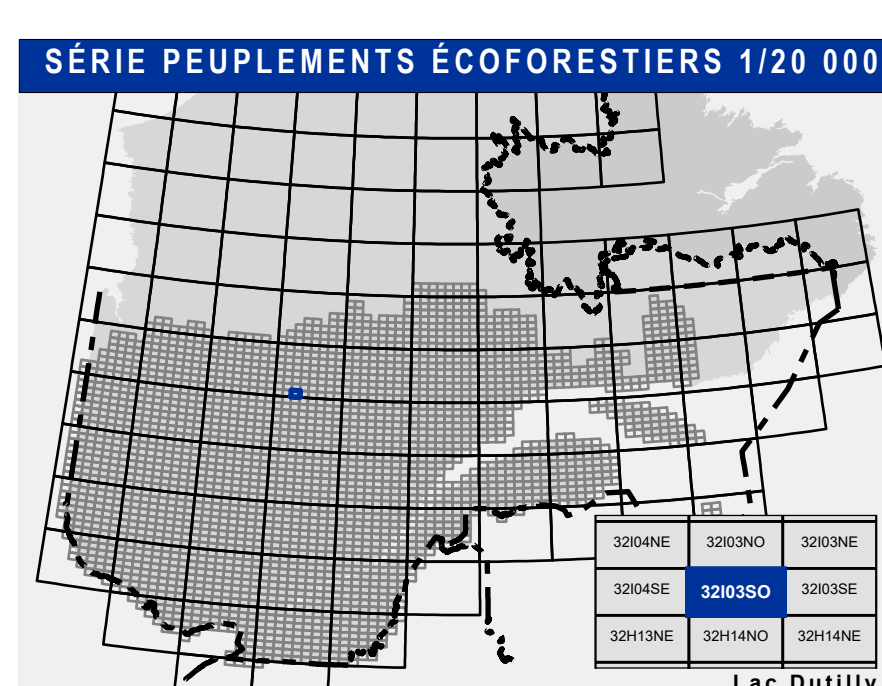 SÉRIE PEUPLEMENTS ÉCOFORESTIERS 1/20 000
32I04NE 32I03NO 32I03NE
32I04SE 32I03SO 32I03SE
32H13NE 32H14NO 32H14NE
Lac Dutilly